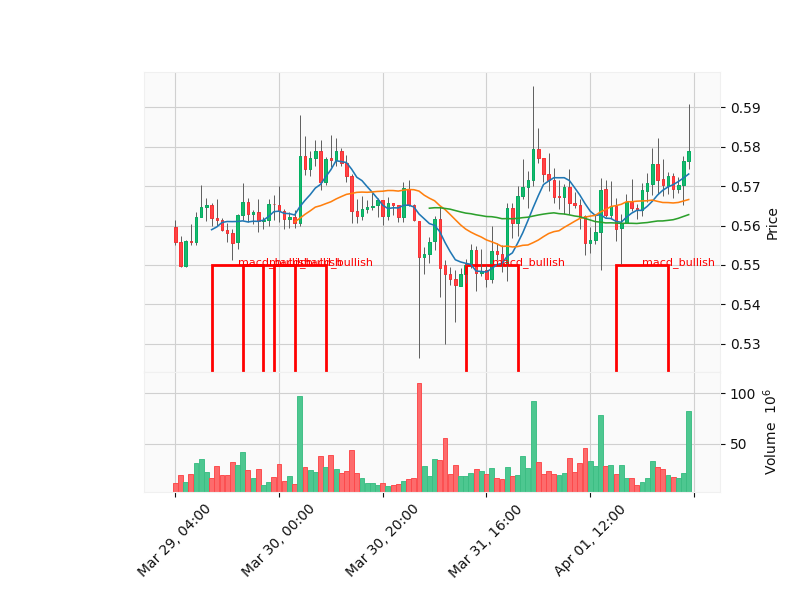 0.59
0.58
0.57
0.56
0.55
0.54
0.53
Price
macd_bullish
macd_bullish
macd_bullish
100
50
Volume 10^6
Mar 29, 04:00
Mar 30, 00:00
Mar 30, 20:00
Mar 31, 16:00
Apr 01, 12:00